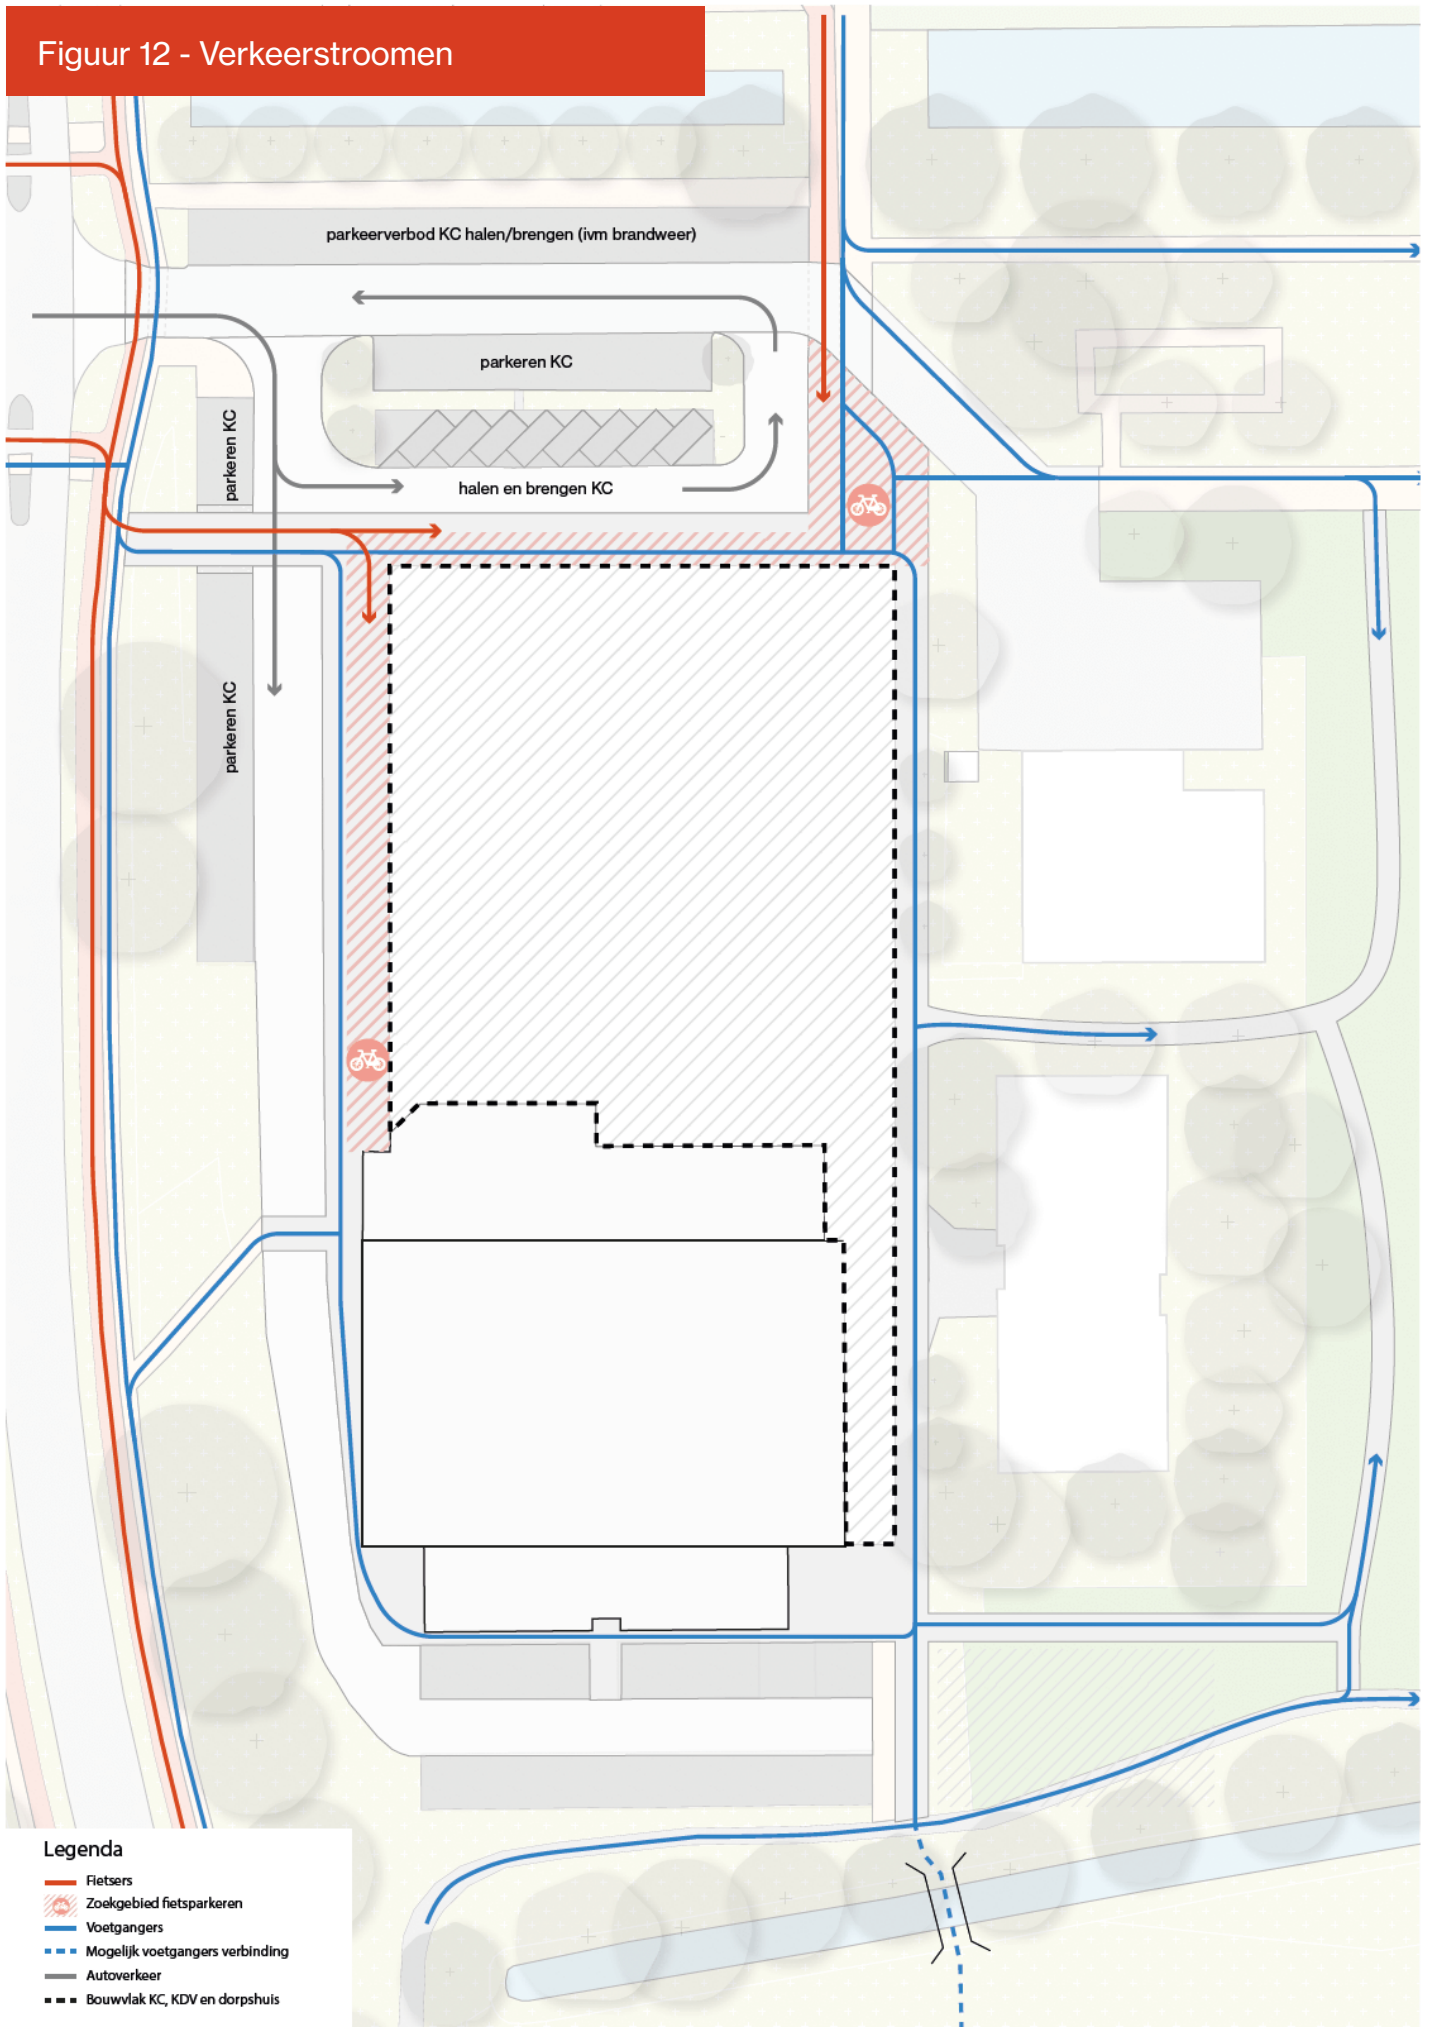 Figuur 12 - Verkeerstroomen
parkeerverbod KC halen/brengen (ivm brandweer)
parkeren KC
parkeren KC
halen en brengen KC
parkeren KC
Legenda
Fietsers
Zoekgebied fietsparkeren
Voetgangers
Mogelijk voetgangers verbinding
Autoverkeer
Bouwvlak KC, KDV en dorpshuis